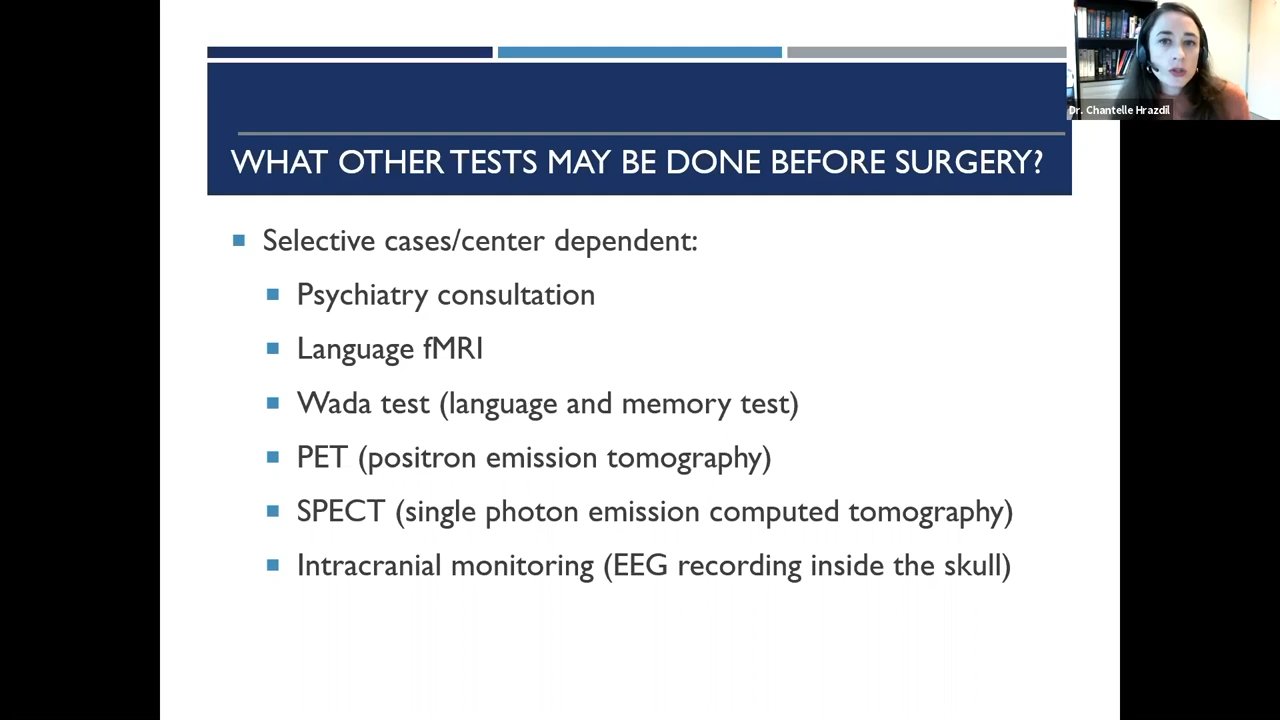 Dr. Chantelle Hrazdil
WHAT OTHER TESTS MAY BE DONE BEFORE SURGERY?
Selective cases/center dependent:
Psychiatry consultation
Language fMRI
Wada test (language and memory test)
PET (positron emission tomography)
SPECT (single photon emission computed tomography)
Intracranial monitoring (EEG recording inside the skull)